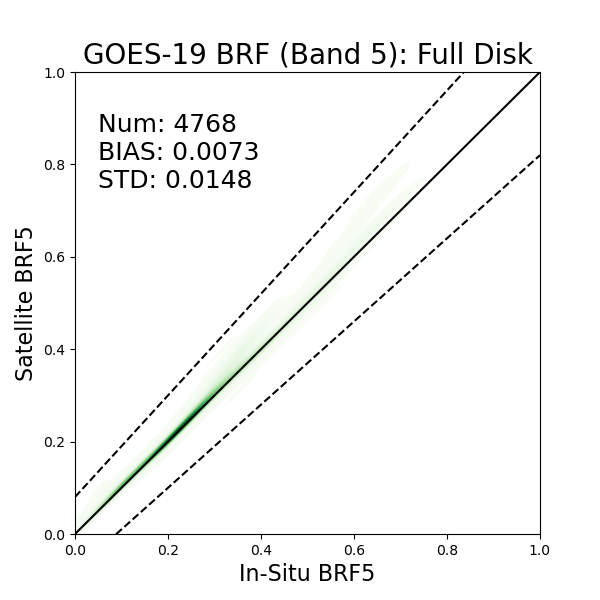 GOES-19 BRF (Band 5): Full Disk
Num: 4768
BIAS: 0.0073
STD: 0.0148
Satellite BRF5
1.0
0.8
0.6
0.4
0.2
0.0
0.0 0.2 0.4 0.6 0.8 1.0
In-Situ BRF5